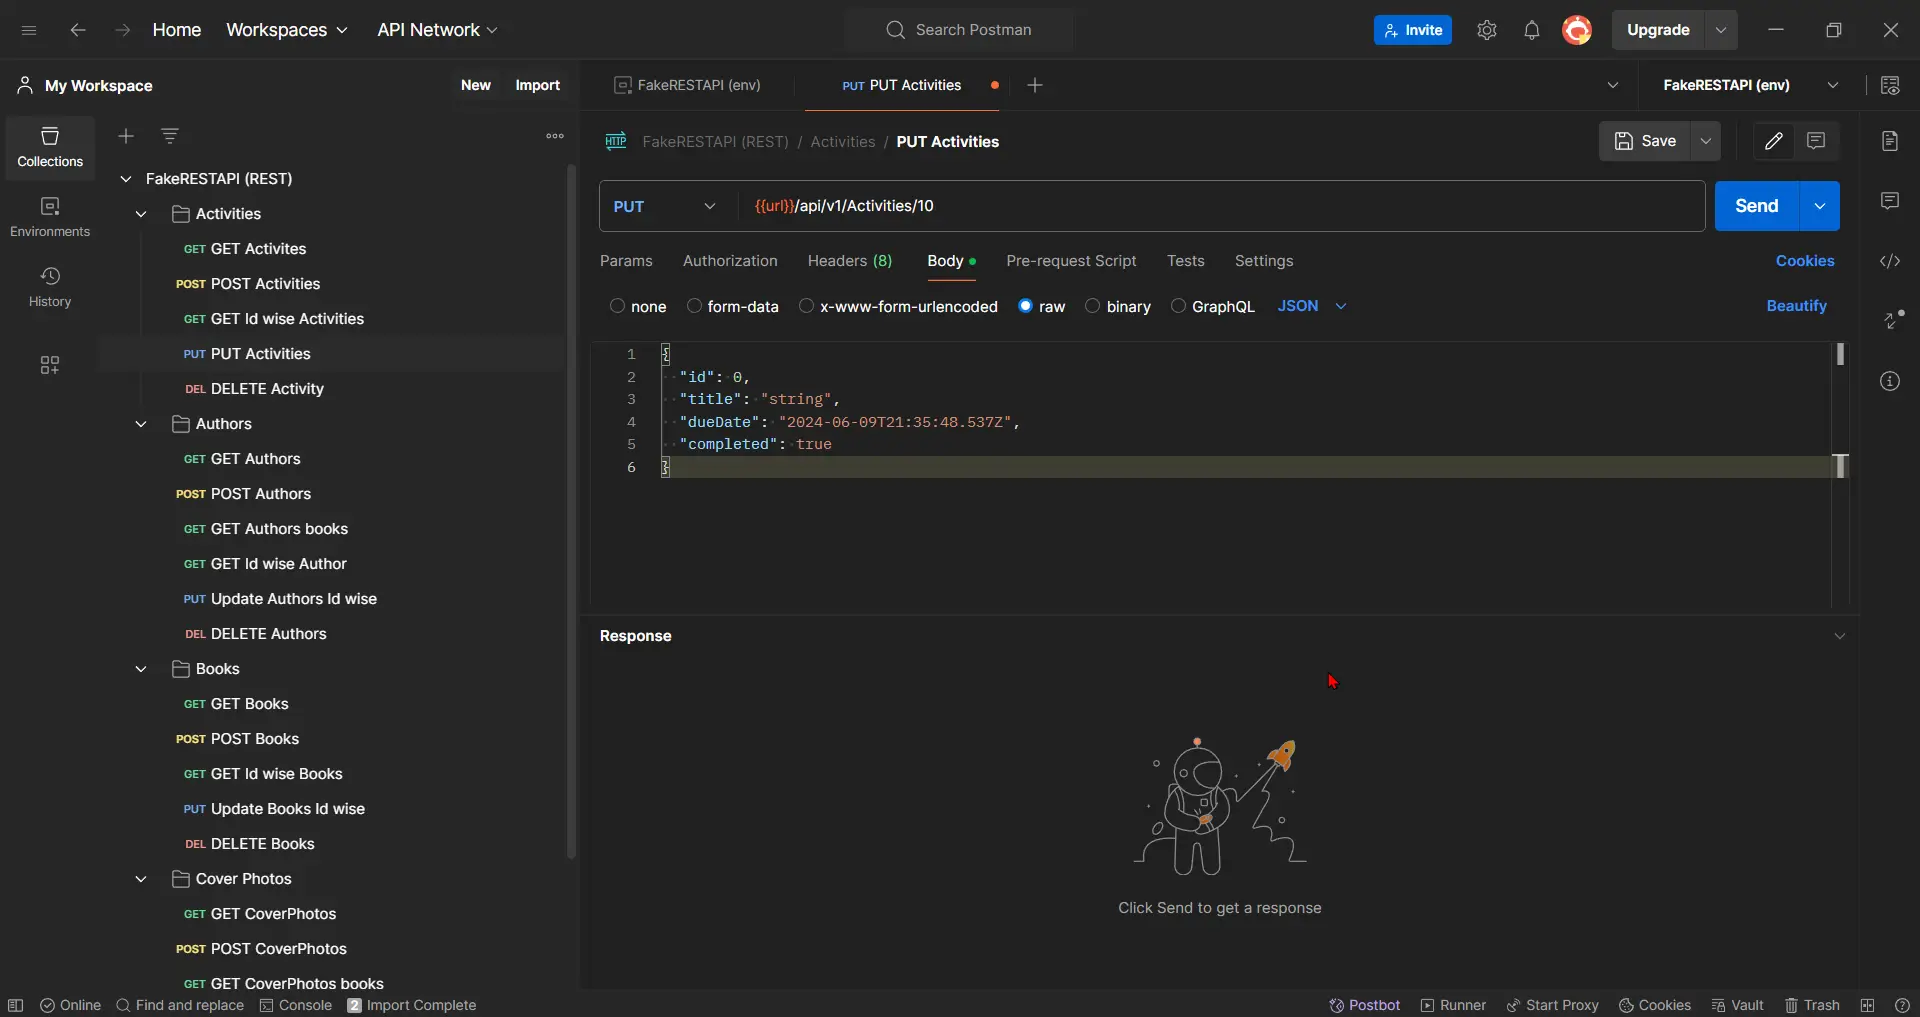 Home Workspaces API Network Search Postman Invite Upgrade
My Workspace New Import FakeRESTAPI (env) PUT PUT Activities FakeRESTAPI (env)
Collections
Environments
History
FakeRESTAPI (REST)
Activities
GET GET Activites
POST POST Activities
GET GET Id wise Activities
PUT PUT Activities
DEL DELETE Activity
Authors
GET GET Authors
POST POST Authors
GET GET Authors books
GET GET Id wise Author
PUT Update Authors Id wise
DEL DELETE Authors
Books
GET GET Books
POST POST Books
GET GET Id wise Books
PUT Update Books Id wise
DEL DELETE Books
Cover Photos
GET GET CoverPhotos
POST POST CoverPhotos
GET GET CoverPhotos books
HTTP FakeRESTAPI (REST) / Activities / PUT Activities Save
PUT {{url}}/api/v1/Activities/10 Send
Params Authorization Headers (8) Body Pre-request Script Tests Settings Cookies
none form-data x-www-form-urlencoded raw binary GraphQL JSON Beautify
1 {
2 "id": 0,
3 "title": "string",
4 "dueDate": "2024-06-09T21:35:48.537Z",
5 "completed": true
6 }
Response
Click Send to get a response
Online Find and replace Console 2 Import Complete Postbot Runner Start Proxy Cookies Vault Trash